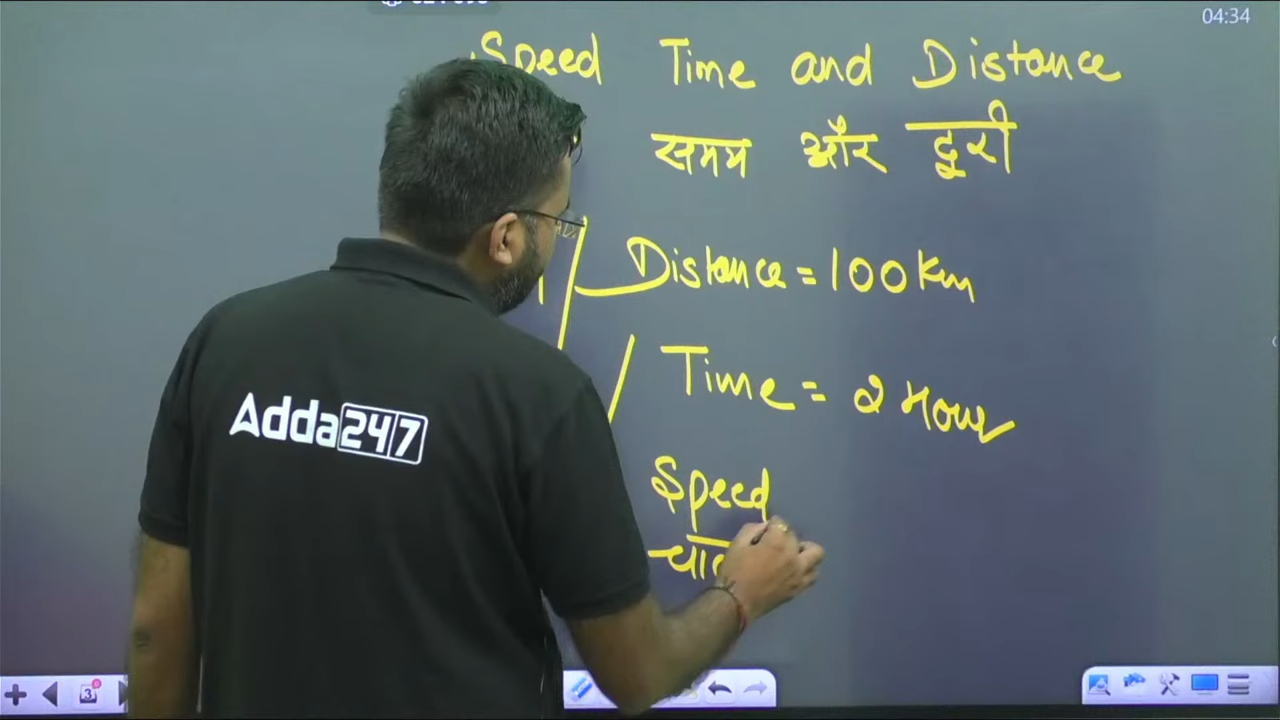 04:34
Speed Time and Distance
समय और दूरी
Distance = 100 Km
Time = 2 Hour
Adda247
Speed